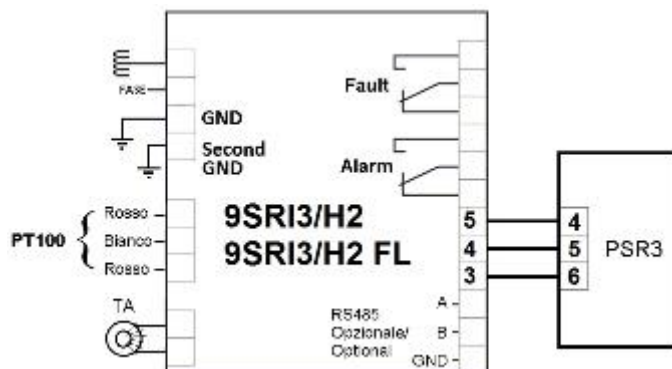 FASE
GND
Second
GND
PT100
Rosso
Bianco
Rosso
TA
Fault
Alarm
9SRI3/H2
9SRI3/H2 FL
5
4
3
4
5
6
PSR3
RS485
Opzionale/
Optional
A
B
GND